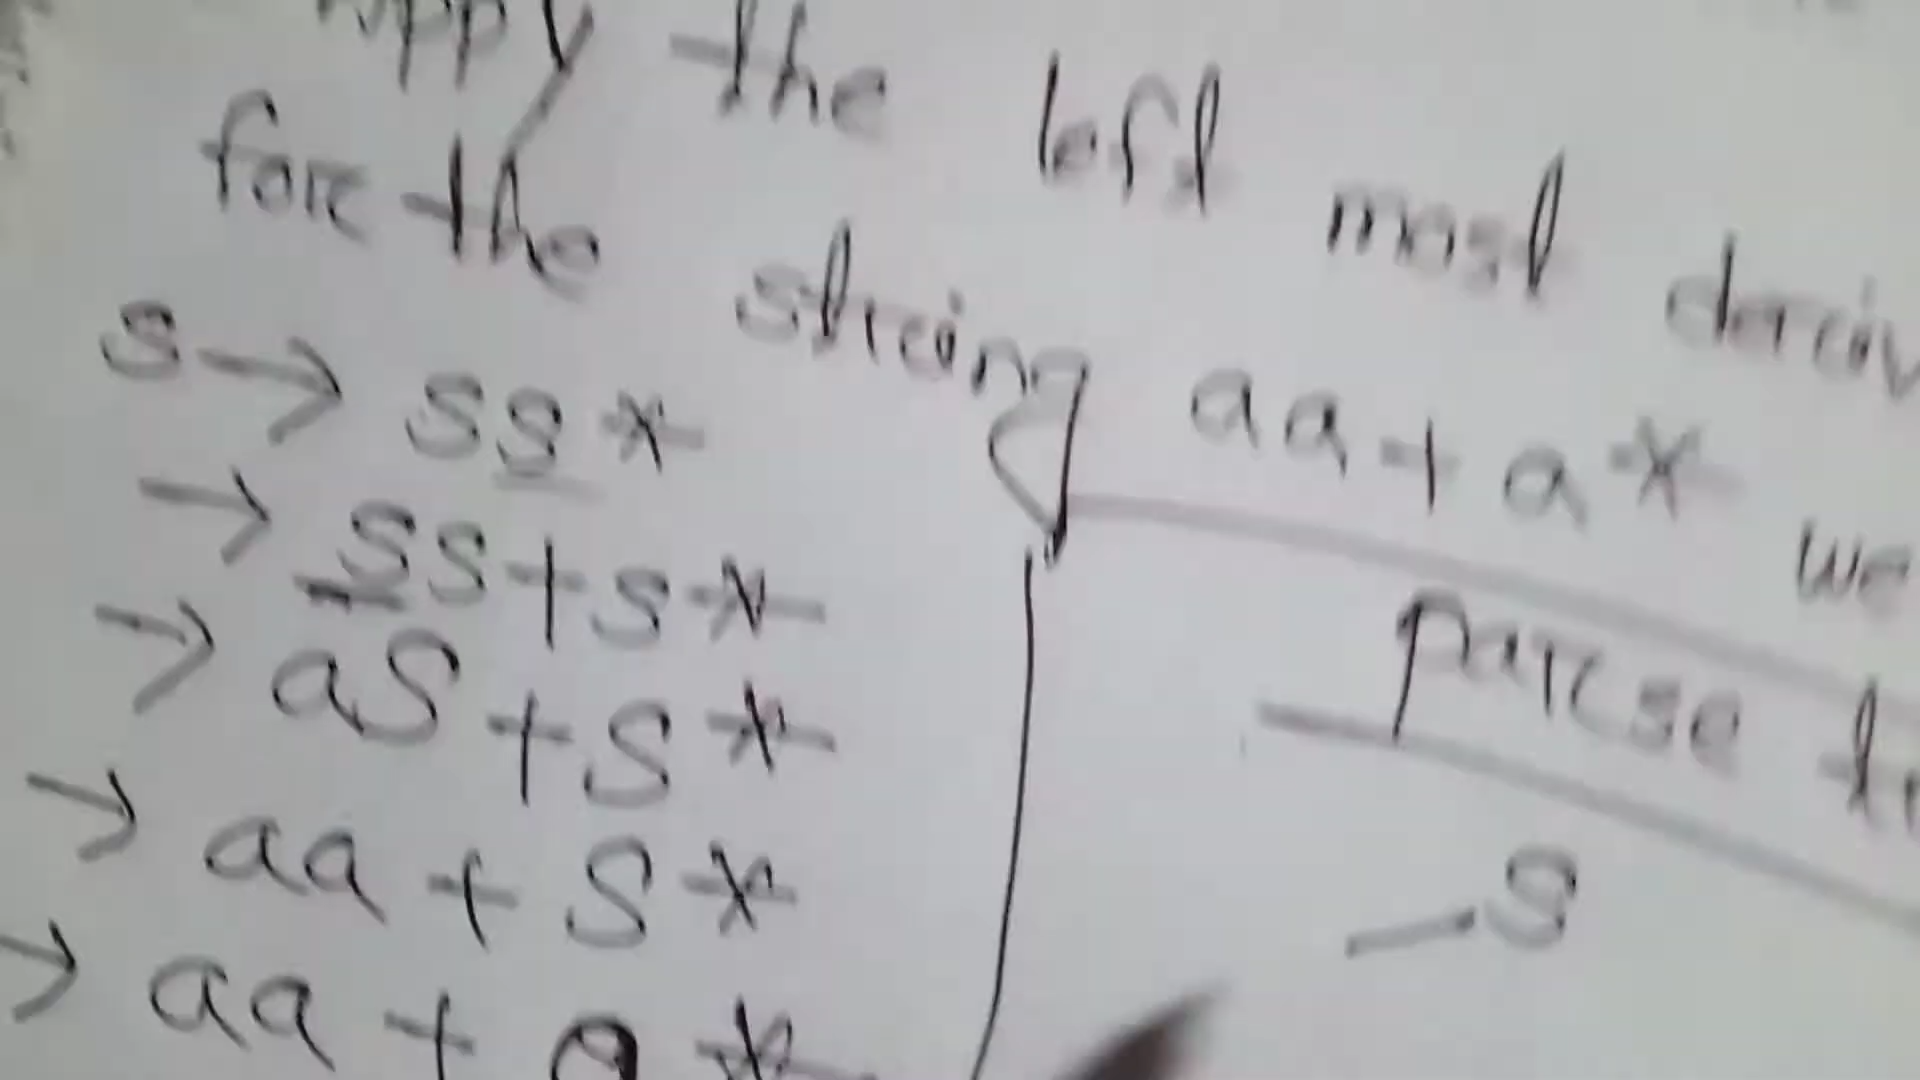 the left most
for the string aa+a* we
S → SS*
→ SS+S*
→ aS+S*
→ aa+S*
→ aa+a*
parse
S